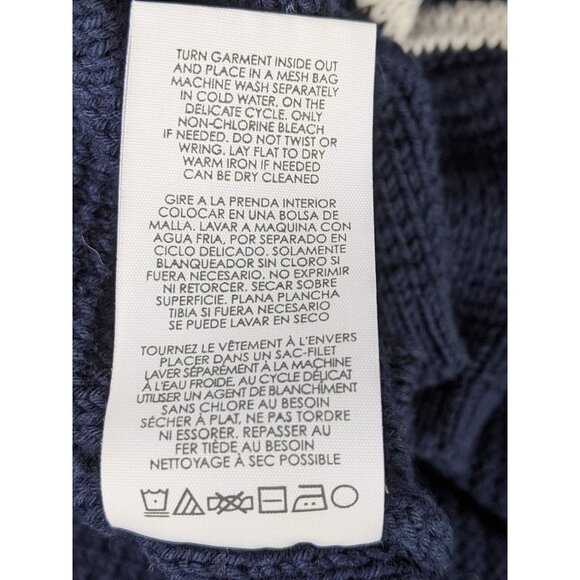 TURN GARMENT INSIDE OUT
AND PLACE IN A MESH BAG
MACHINE WASH SEPARATELY
IN COLD WATER, ON THE
DELICATE CYCLE. ONLY
NON-CHLORINE BLEACH
IF NEEDED. DO NOT TWIST OR
WRING. LAY FLAT TO DRY
WARM IRON IF NEEDED
CAN BE DRY CLEANED
GIRE A LA PRENDA INTERIOR
COLOCAR EN UNA BOLSA DE
MALLA. LAVAR A MAQUINA CON
AGUA FRIA, POR SEPARADO EN
CICLO DELICADO. SOLAMENTE
BLANQUEADOR SIN CLORO SI
FUERA NECESARIO. NO EXPRIMIR
NI RETORCER. SECAR SOBRE
SUPERFICIE. PLANA PLANCHA
TIBIA SI FUERA NECESARIO
SE PUEDE LAVAR EN SECO
TOURNEZ LE VÊTEMENT À L'ENVERS
PLACER DANS UN SAC-FILET
LAVER SÉPARÉMENT À LA MACHINE
À L'EAU FROIDE, AU CYCLE DÉLICAT
UTILISER UN AGENT DE BLANCHIMENT
SANS CHLORE AU BESOIN
SÉCHER À PLAT, NE PAS TORDRE
NI ESSORER. REPASSER AU
FER TIÈDE AU BESOIN
NETTOYAGE À SEC POSSIBLE